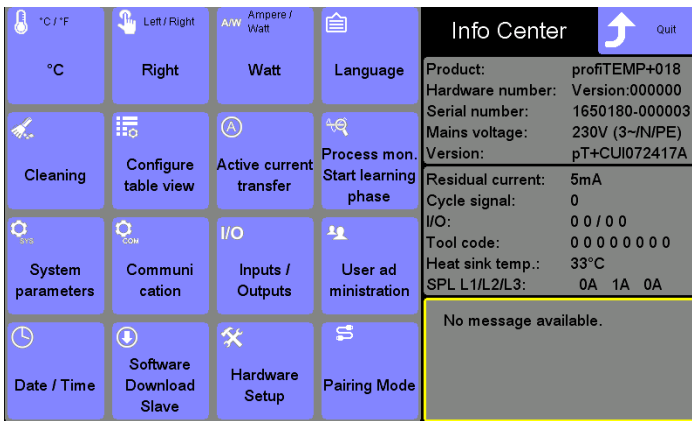 °C / °F
°C
Left / Right
Right
A/W
Ampere /
Watt
Watt
Language
Cleaning
Configure
table view
A
Active current
transfer
Process mon.
Start learning
phase
SYS
System
parameters
COM
Communi
cation
I/O
Inputs /
Outputs
User ad
ministration
Date / Time
Software
Download
Slave
Hardware
Setup
Pairing Mode
Info Center
Quit
Product: profiTEMP+018
Hardware number: Version:000000
Serial number: 1650180-000003
Mains voltage: 230V (3~/N/PE)
Version: pT+CUI072417A
Residual current: 5mA
Cycle signal: 0
I/O: 0 0 / 0 0
Tool code: 0 0 0 0 0 0 0 0
Heat sink temp.: 33°C
SPL L1/L2/L3: 0A 1A 0A
No message available.